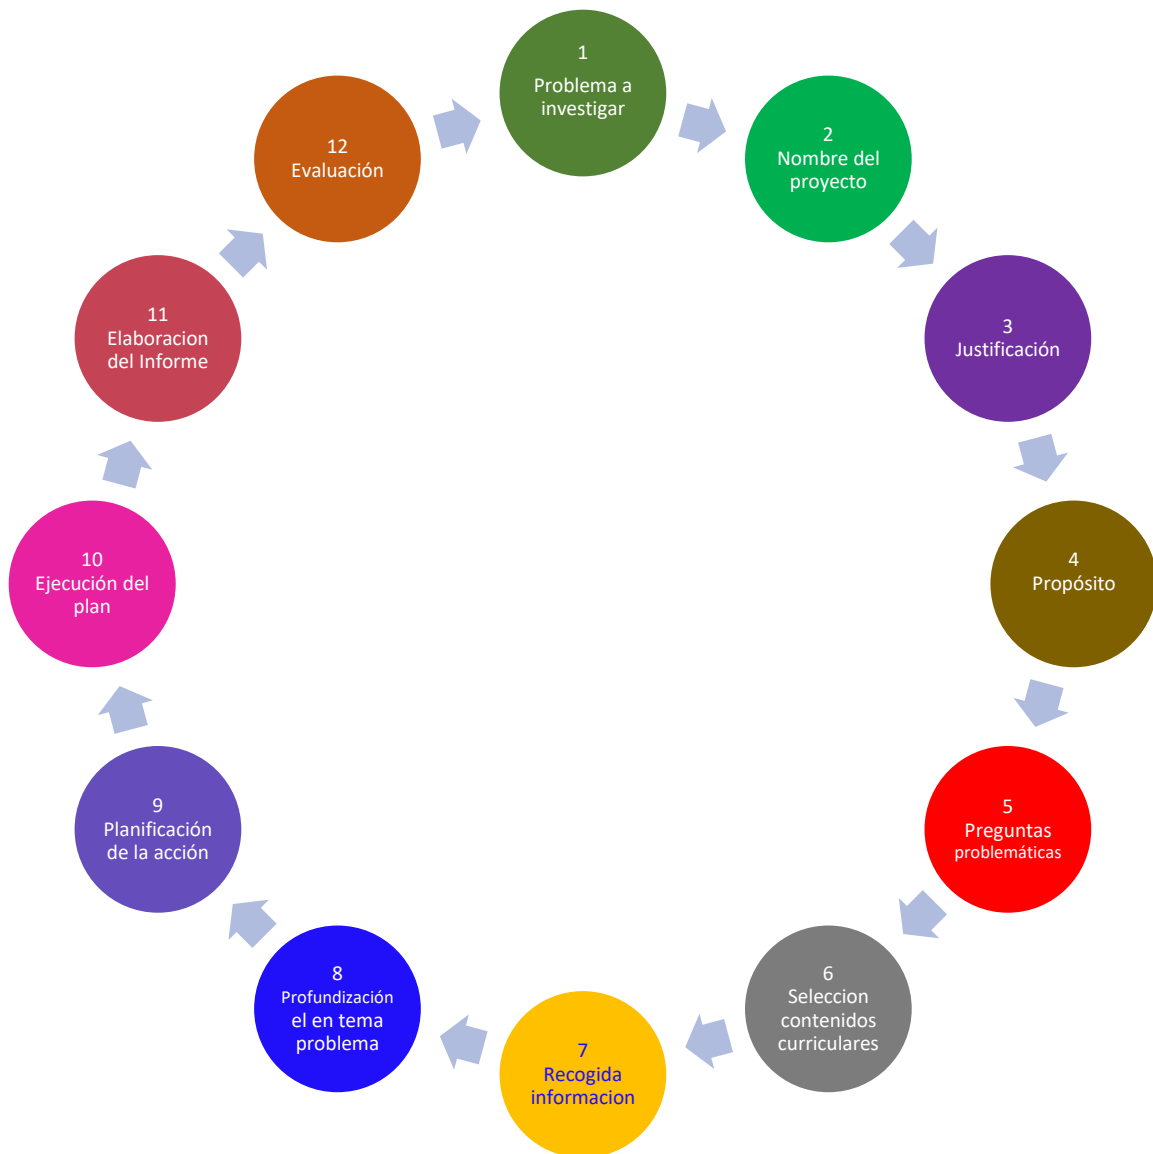 1
Problema a
investigar
2
Nombre del
proyecto
3
Justificación
4
Propósito
5
Preguntas
problemáticas
6
Seleccion
contenidos
curriculares
7
Recogida
informacion
8
Profundización
el en tema
problema
9
Planificación
de la acción
10
Ejecución del
plan
11
Elaboracion
del Informe
12
Evaluación